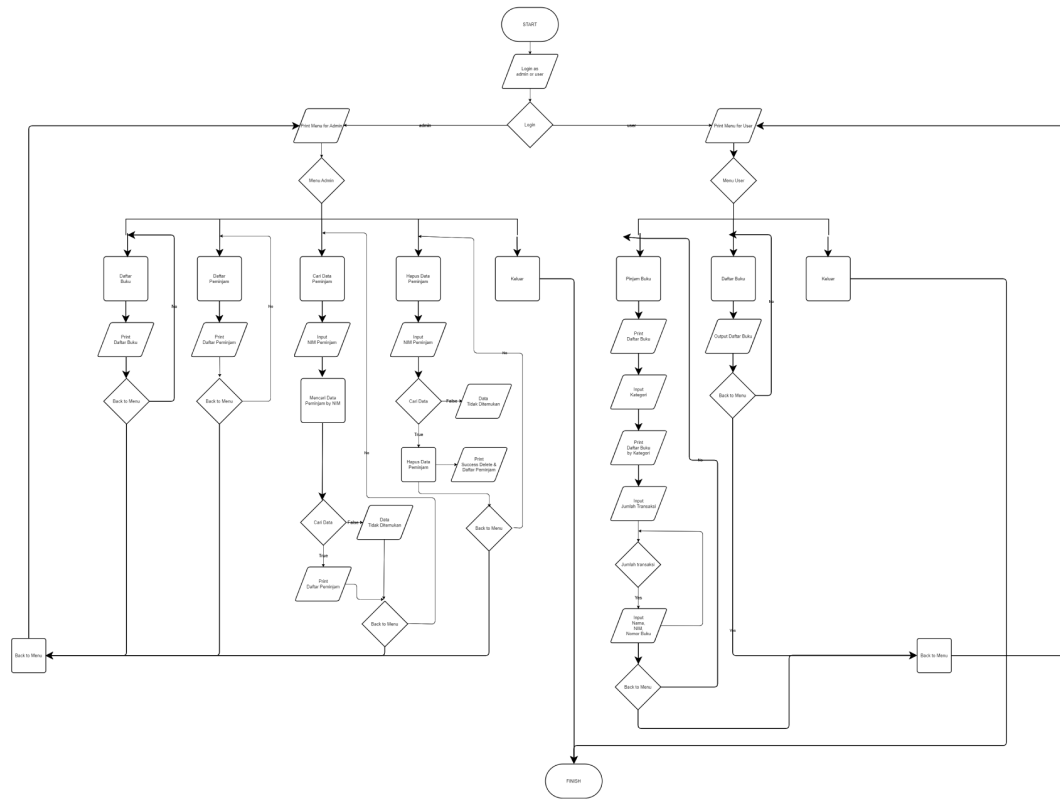 START
Login as
admin or user
Login
admin
user
Print Menu for Admin
Print Menu for User
Menu Admin
Menu User
Daftar
Buku
Daftar
Peminjam
Cari Data
Peminjam
Hapus Data
Peminjam
Keluar
Pinjam Buku
Daftar Buku
Keluar
No
No
No
Print
Daftar Buku
Print
Daftar Peminjam
Input
NIM Peminjam
Input
NIM Peminjam
Print
Daftar Buku
Output Daftar Buku
No
Back to Menu
Back to Menu
Mencari Data
Peminjam by NIM
Cari Data
False
Data
Tidak Ditemukan
Input
Kategori
Back to Menu
True
Hapus Data
Peminjam
Print
Success Delete &
Daftar Peminjam
Print
Daftar Buku
by Kategori
No
No
Input
Jumlah Transaksi
Cari Data
False
Data
Tidak Ditemukan
Back to Menu
True
Print
Daftar Peminjam
Jumlah transaksi
Yes
Input
Nama,
NIM,
Nomor Buku
Back to Menu
Back to Menu
Back to Menu
Back to Menu
FINISH